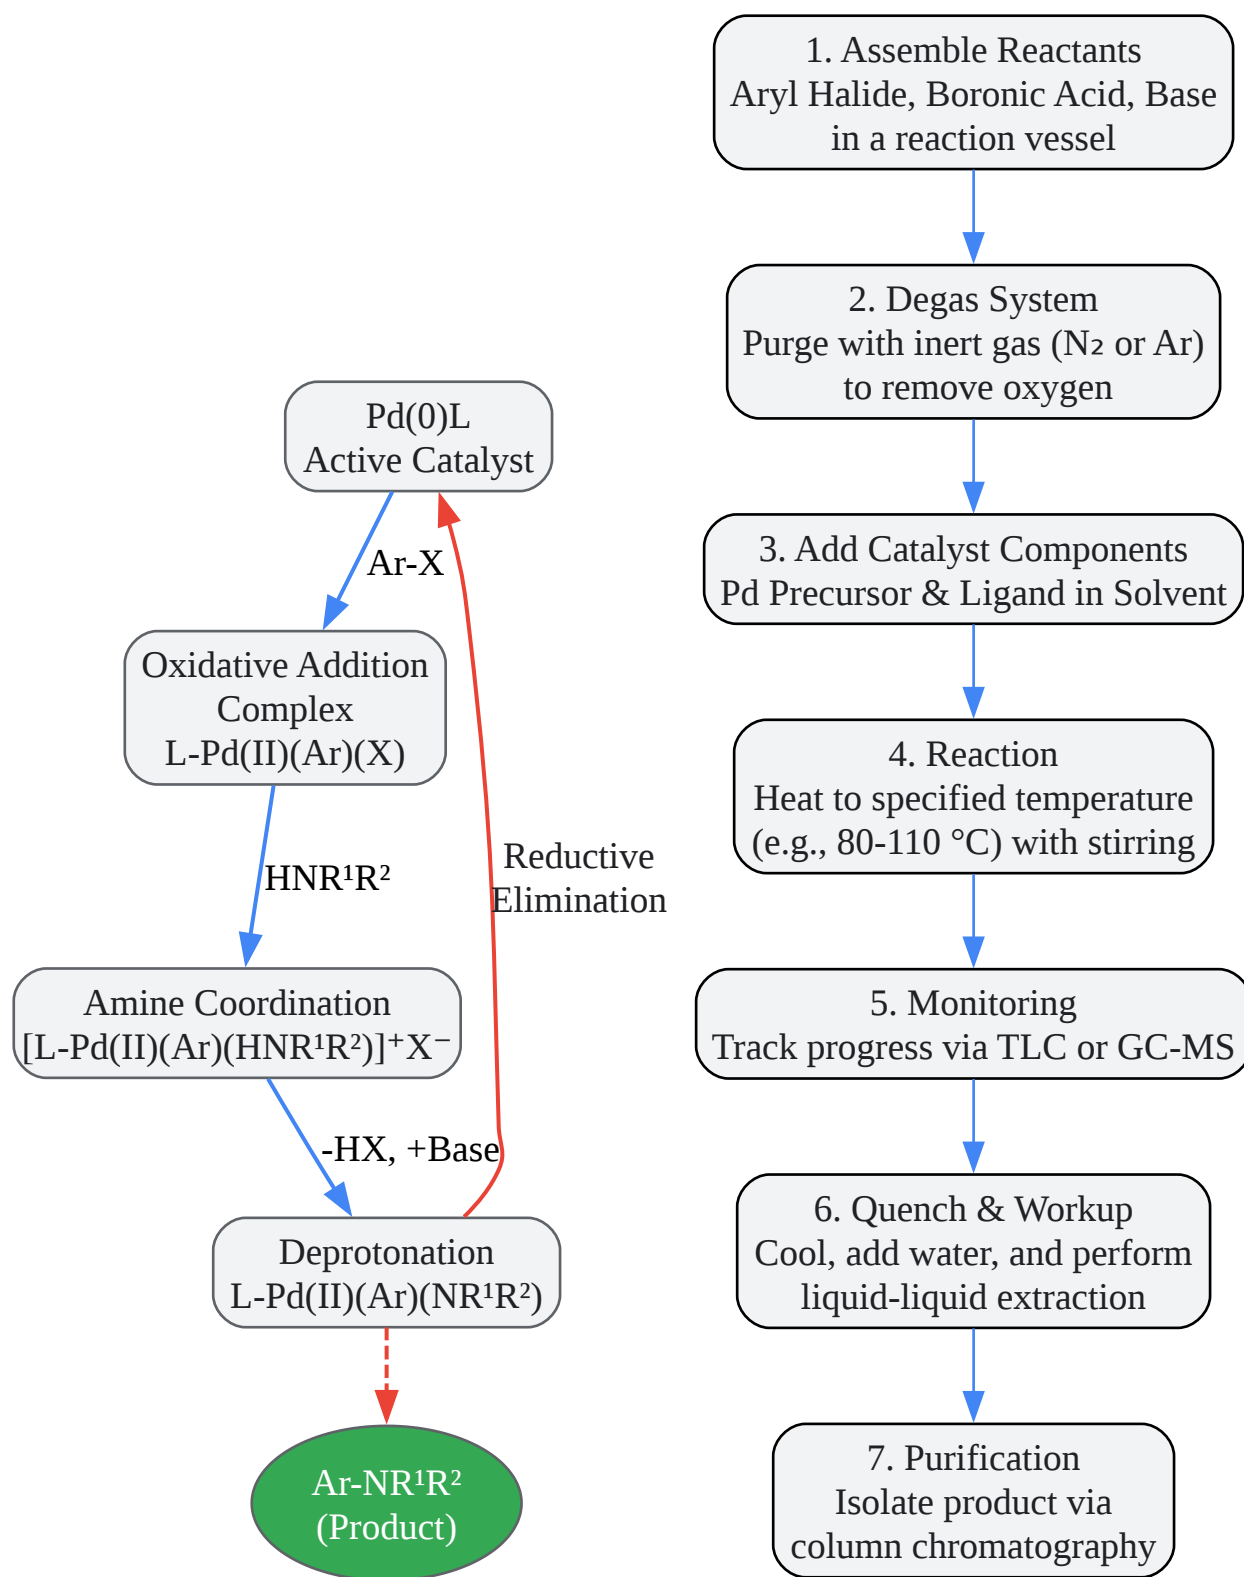 Pd(0)L
Active Catalyst
Ar-X
Oxidative Addition
Complex
L-Pd(II)(Ar)(X)
HNR¹R²
Reductive
Elimination
Amine Coordination
[L-Pd(II)(Ar)(HNR¹R²)]⁺X⁻
-HX, +Base
Deprotonation
L-Pd(II)(Ar)(NR¹R²)
Ar-NR¹R²
(Product)
1. Assemble Reactants
Aryl Halide, Boronic Acid, Base
in a reaction vessel
2. Degas System
Purge with inert gas (N₂ or Ar)
to remove oxygen
3. Add Catalyst Components
Pd Precursor & Ligand in Solvent
4. Reaction
Heat to specified temperature
(e.g., 80-110 °C) with stirring
5. Monitoring
Track progress via TLC or GC-MS
6. Quench & Workup
Cool, add water, and perform
liquid-liquid extraction
7. Purification
Isolate product via
column chromatography